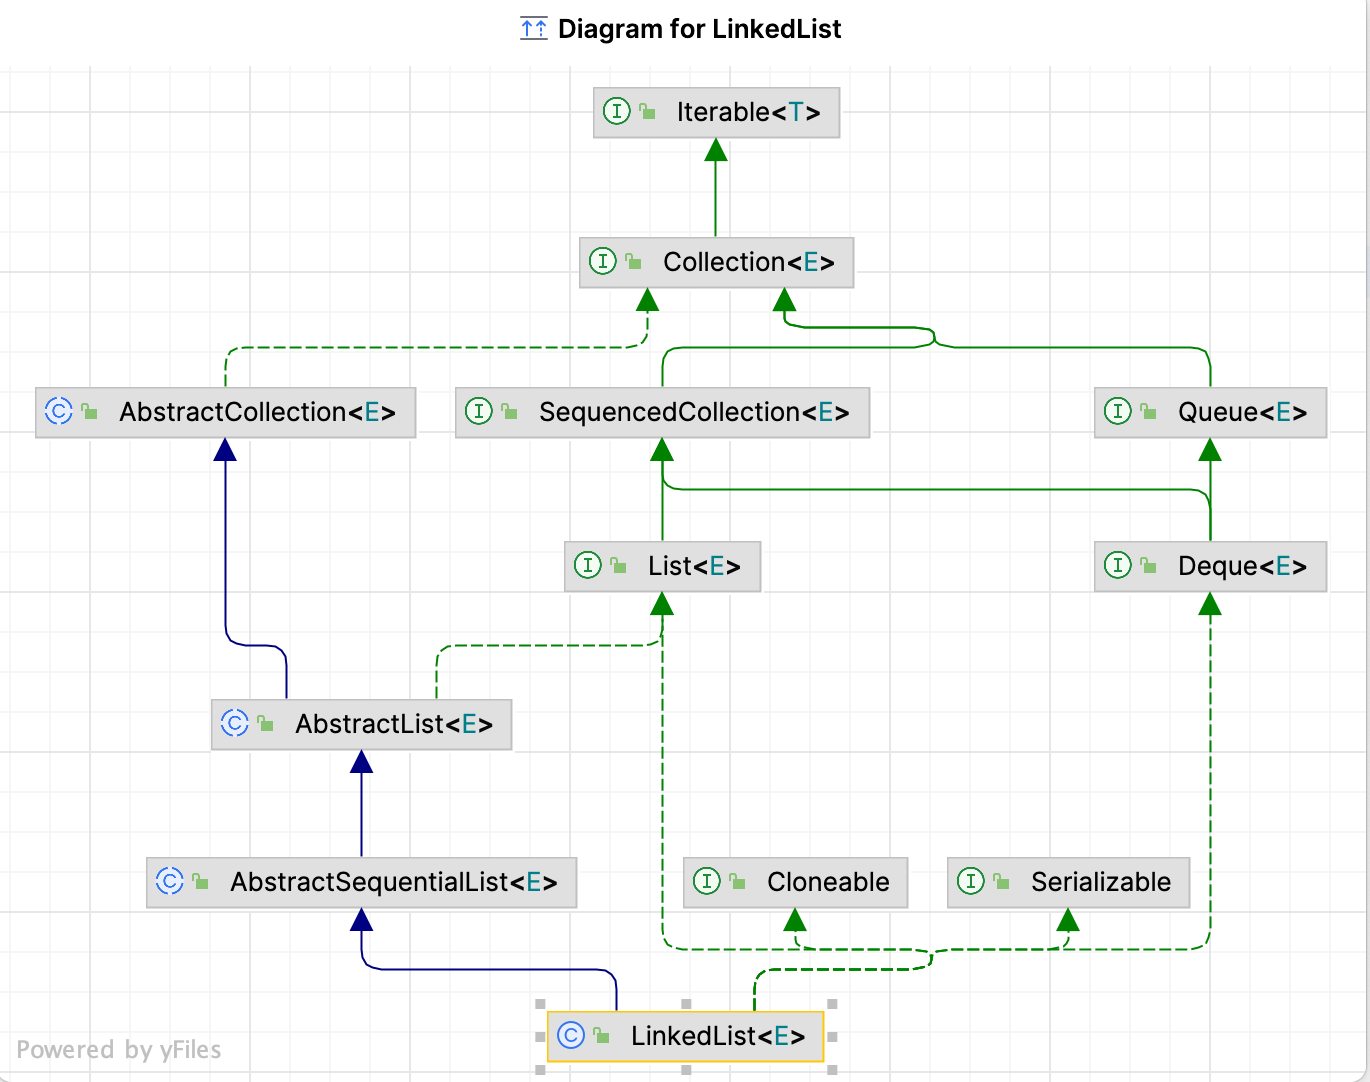 Diagram for LinkedList
Iterable<T>
Collection<E>
AbstractCollection<E>
SequencedCollection<E>
Queue<E>
List<E>
Deque<E>
AbstractList<E>
AbstractSequentialList<E>
Cloneable
Serializable
LinkedList<E>
Powered by yFiles